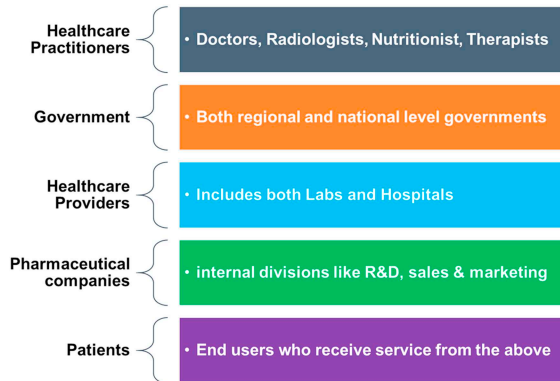 Healthcare
Practitioners
• Doctors, Radiologists, Nutritionist, Therapists
Government
• Both regional and national level governments
Healthcare
Providers
• Includes both Labs and Hospitals
Pharmaceutical
companies
• internal divisions like R&D, sales & marketing
Patients
• End users who receive service from the above